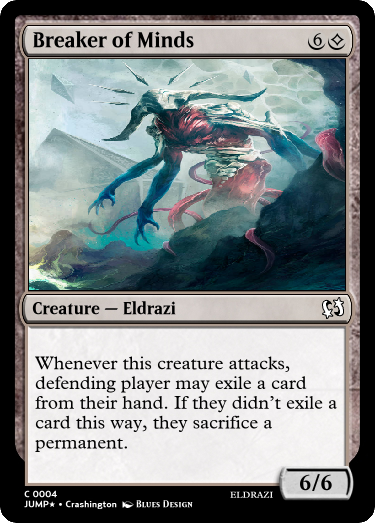 Breaker of Minds 6
Creature — Eldrazi
Whenever this creature attacks,
defending player may exile a card
from their hand. If they didn't exile a
card this way, they sacrifice a
permanent.
6/6
C 0004 ELDRAZI
JUMP★ • Crashington Blues Design